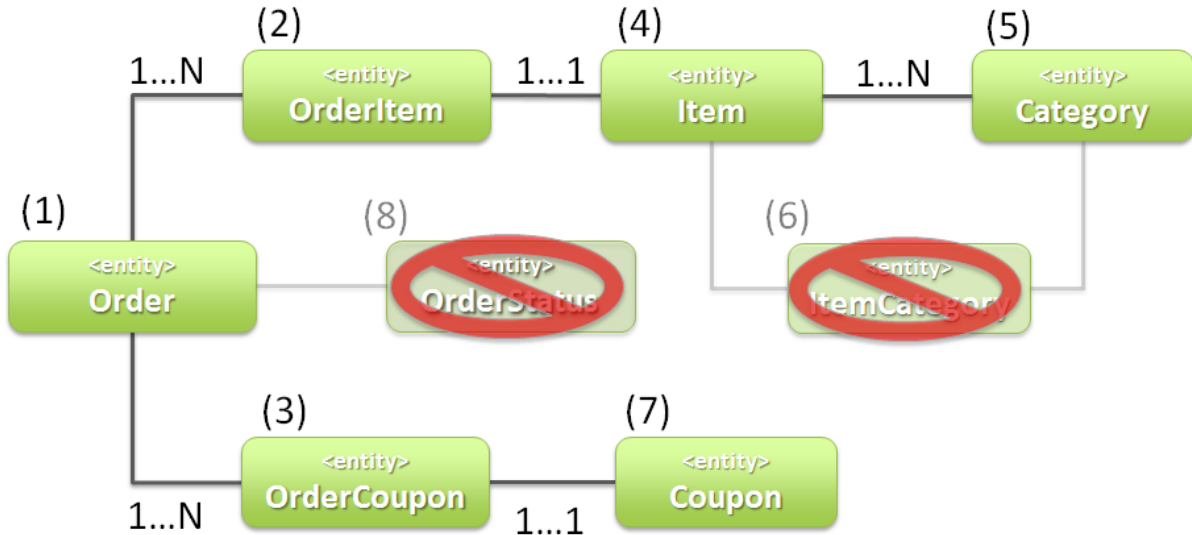 (2)
(4)
(5)
1...N
<entity>
OrderItem
1...1
<entity>
Item
1...N
<entity>
Category
(1)
(8)
(6)
<entity>
Order
<entity>
OrderStatus
<entity>
ItemCategory
(3)
(7)
<entity>
OrderCoupon
<entity>
Coupon
1...N
1...1